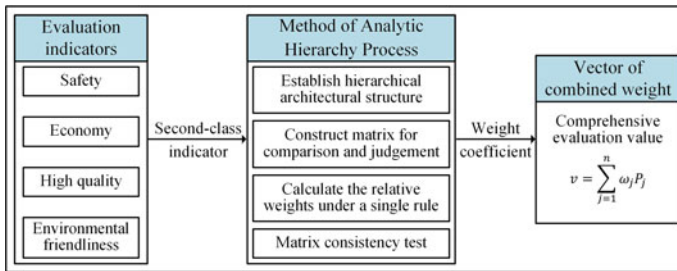 Evaluation
indicators
Safety
Economy
High quality
Environmental
friendliness
Second-class
indicator
Method of Analytic
Hierarchy Process
Establish hierarchical
architectural structure
Construct matrix for
comparison and judgement
Calculate the relative
weights under a single rule
Matrix consistency test
Weight
coefficient
Vector of
combined weight
Comprehensive
evaluation value
v = ∑_{j=1}^{n} ω_j P_j